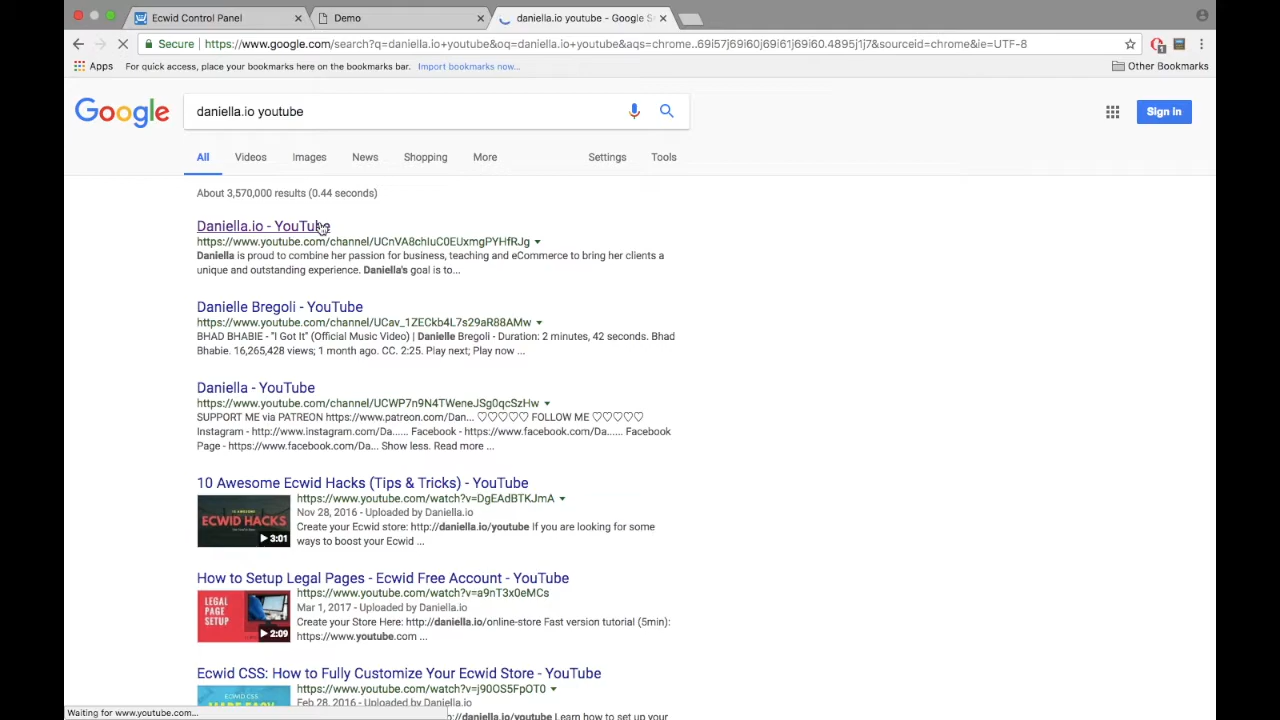 Ecwid Control Panel
Demo
daniella.io youtube - Google S
Secure https://www.google.com/search?q=daniella.io+youtube&oq=daniella.io+youtube&aqs=chrome..69i57j69i60j69i61j69i60.4895j1j7&sourceid=chrome&ie=UTF-8
Apps For quick access, place your bookmarks here on the bookmarks bar. Import bookmarks now... Other Bookmarks
Google daniella.io youtube Sign in
All Videos Images News Shopping More Settings Tools
About 3,570,000 results (0.44 seconds)
Daniella.io - YouTube
https://www.youtube.com/channel/UCnVA8chIuC0EUxmgPYHfRJg
Daniella is proud to combine her passion for business, teaching and eCommerce to bring her clients a
unique and outstanding experience. Daniella's goal is to...
Danielle Bregoli - YouTube
https://www.youtube.com/channel/UCav_1ZECkb4L7s29aR88AMw
BHAD BHABIE - "I Got It" (Official Music Video) | Danielle Bregoli - Duration: 2 minutes, 42 seconds. Bhad
Bhabie. 16,265,428 views; 1 month ago. CC. 2:25. Play next; Play now ...
Daniella - YouTube
https://www.youtube.com/channel/UCWP7n9N4TWeneJSg0qcSzHw
SUPPORT ME via PATREON https://www.patreon.com/Dan... ♡♡♡♡♡ FOLLOW ME ♡♡♡♡♡
Instagram - http://www.instagram.com/Da...... Facebook - https://www.facebook.com/Da...... Facebook
Page - https://www.facebook.com/Da... Show less. Read more ...
10 Awesome Ecwid Hacks (Tips & Tricks) - YouTube
https://www.youtube.com/watch?v=DgEAdBTKJmA
Nov 28, 2016 - Uploaded by Daniella.io
Create your Ecwid store: http://daniella.io/youtube If you are looking for some
ways to boost your Ecwid ...
ECWID HACKS
3:01
How to Setup Legal Pages - Ecwid Free Account - YouTube
https://www.youtube.com/watch?v=a9nT3x0eMCs
Mar 1, 2017 - Uploaded by Daniella.io
Create your Store Here: http://daniella.io/online-store Fast version tutorial (5min):
https://www.youtube.com ...
LEGAL
PAGE
SETUP
2:09
Ecwid CSS: How to Fully Customize Your Ecwid Store - YouTube
https://www.youtube.com/watch?v=j90OS5FpOT0
Feb 28, 2016 - Uploaded by Daniella.io
ECWID CSS
MADE EASY
p://daniella.io/youtube Learn how to set up your
Waiting for www.youtube.com...